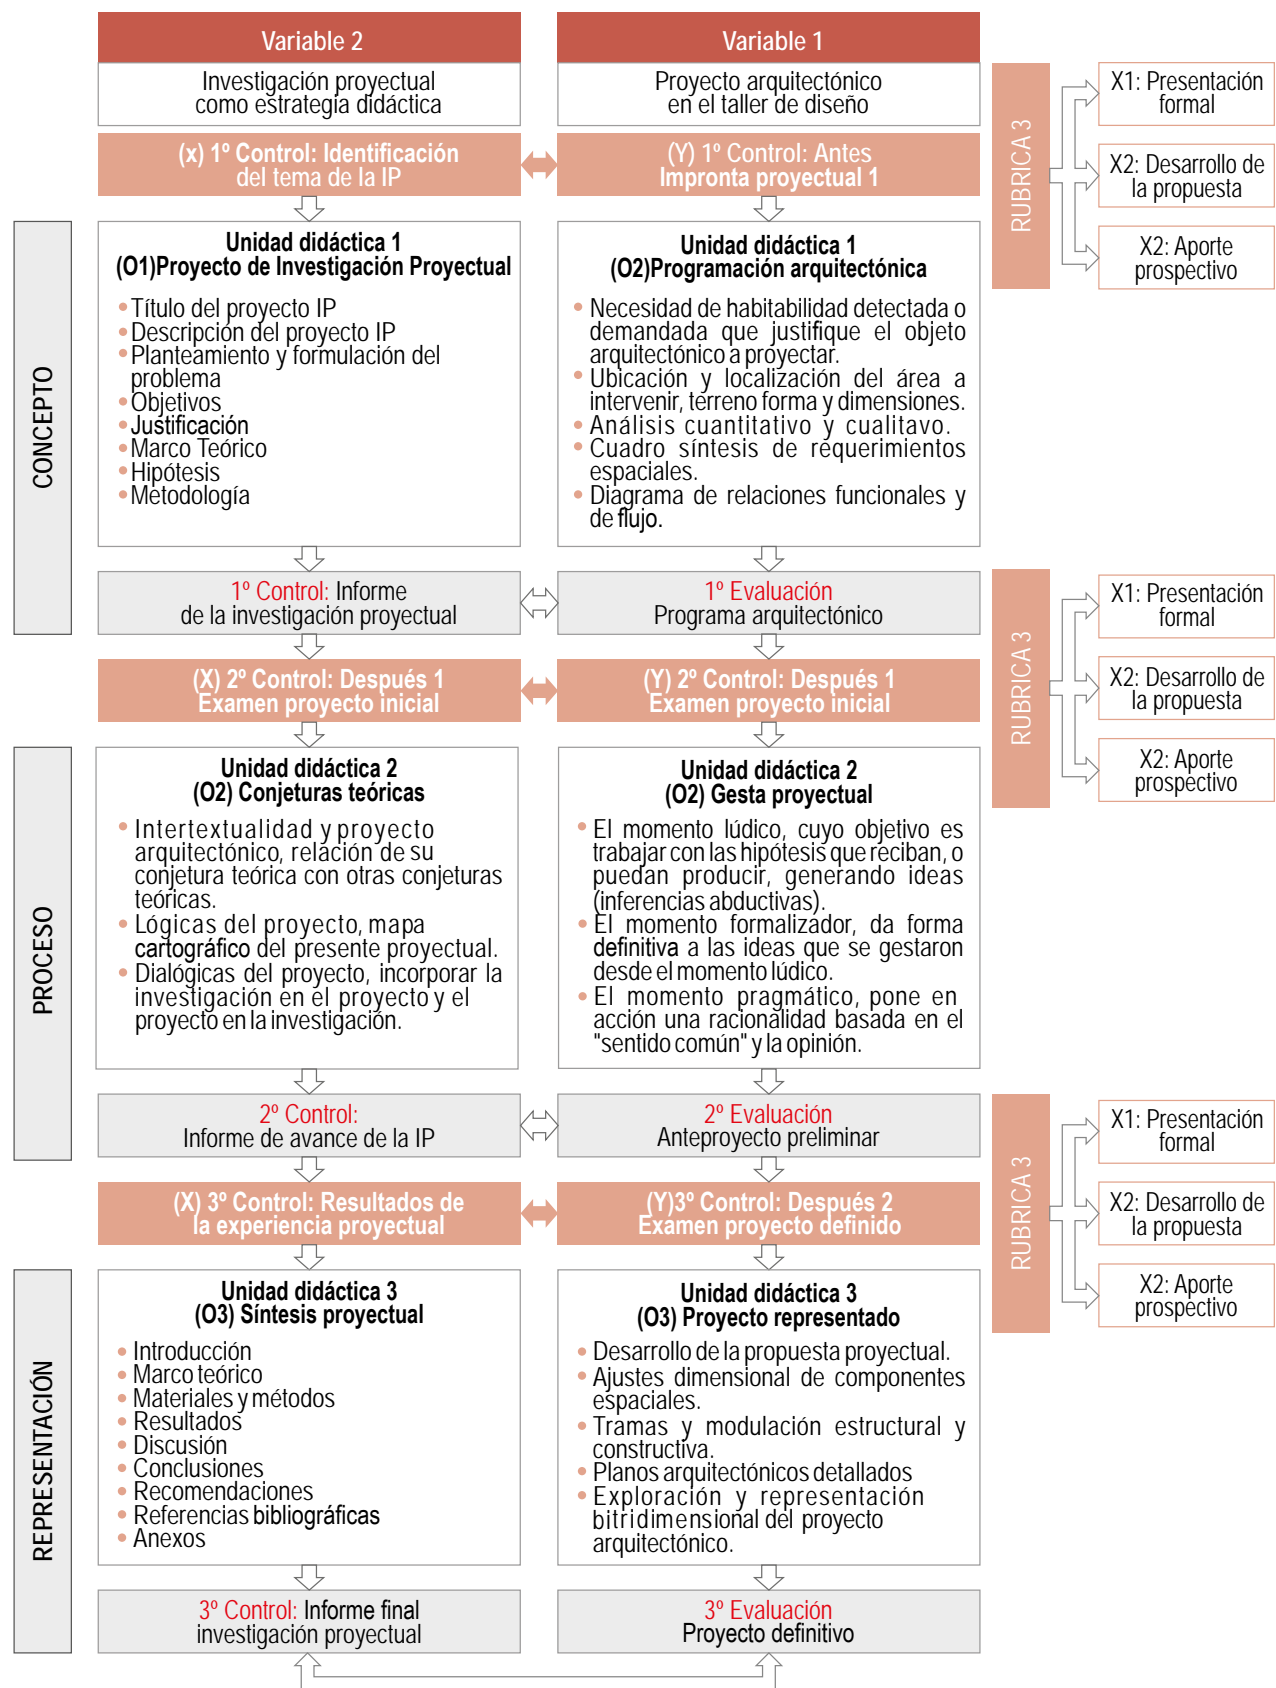 Variable 2
Investigación proyectual
como estrategia didáctica
(x) 1º Control: Identificación
del tema de la IP
Variable 1
Proyecto arquitectónico
en el taller de diseño
(Y) 1º Control: Antes
Impronta proyectual 1
RUBRICA 3
X1: Presentación
formal
X2: Desarrollo de
la propuesta
X2: Aporte
prospectivo
CONCEPTO
Unidad didáctica 1
(O1)Proyecto de Investigación Proyectual
• Título del proyecto IP
• Descripción del proyecto IP
• Planteamiento y formulación del
problema
• Objetivos
• Justificación
• Marco Teórico
• Hipótesis
• Metodología
Unidad didáctica 1
(O2)Programación arquitectónica
• Necesidad de habitabilidad detectada o
demandada que justifique el objeto
arquitectónico a proyectar.
• Ubicación y localización del área a
intervenir, terreno forma y dimensiones.
• Análisis cuantitativo y cualitavo.
• Cuadro síntesis de requerimientos
espaciales.
• Diagrama de relaciones funcionales y
de flujo.
1º Control: Informe
de la investigación proyectual
1º Evaluación
Programa arquitectónico
(X) 2º Control: Después 1
Examen proyecto inicial
(Y) 2º Control: Después 1
Examen proyecto inicial
RUBRICA 3
X1: Presentación
formal
X2: Desarrollo de
la propuesta
X2: Aporte
prospectivo
PROCESO
Unidad didáctica 2
(O2) Conjeturas teóricas
• Intertextualidad y proyecto
arquitectónico, relación de su
conjetura teórica con otras conjeturas
teóricas.
• Lógicas del proyecto, mapa
cartográfico del presente proyectual.
• Dialógicas del proyecto, incorporar la
investigación en el proyecto y el
proyecto en la investigación.
Unidad didáctica 2
(O2) Gesta proyectual
• El momento lúdico, cuyo objetivo es
trabajar con las hipótesis que reciban, o
puedan producir, generando ideas
(inferencias abductivas).
• El momento formalizador, da forma
definitiva a las ideas que se gestaron
desde el momento lúdico.
• El momento pragmático, pone en
acción una racionalidad basada en el
"sentido común" y la opinión.
2º Control:
Informe de avance de la IP
2º Evaluación
Anteproyecto preliminar
(X) 3º Control: Resultados de
la experiencia proyectual
(Y)3º Control: Después 2
Examen proyecto definido
RUBRICA 3
X1: Presentación
formal
X2: Desarrollo de
la propuesta
X2: Aporte
prospectivo
REPRESENTACIÓN
Unidad didáctica 3
(O3) Síntesis proyectual
• Introducción
• Marco teórico
• Materiales y métodos
• Resultados
• Discusión
• Conclusiones
• Recomendaciones
• Referencias bibliográficas
• Anexos
Unidad didáctica 3
(O3) Proyecto representado
• Desarrollo de la propuesta proyectual.
• Ajustes dimensional de componentes
espaciales.
• Tramas y modulación estructural y
constructiva.
• Planos arquitectónicos detallados
• Exploración y representación
bitridimensional del proyecto
arquitectónico.
3º Control: Informe final
investigación proyectual
3º Evaluación
Proyecto definitivo